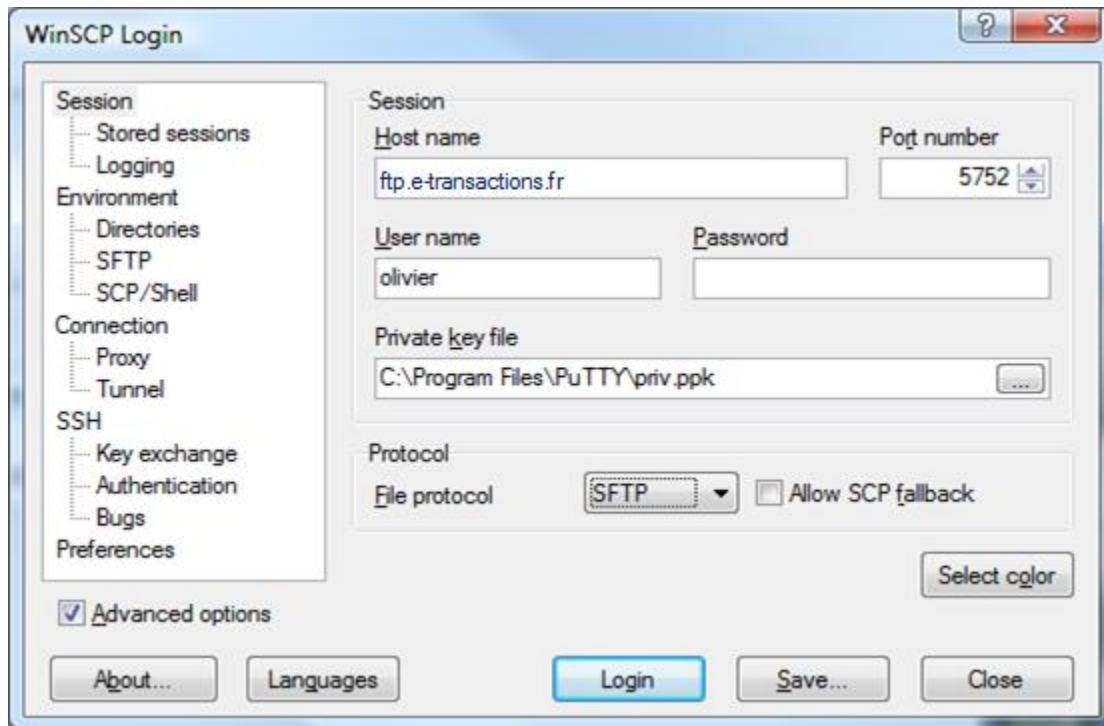 WinSCP Login
Session
Stored sessions
Logging
Environment
Directories
SFTP
SCP/Shell
Connection
Proxy
Tunnel
SSH
Key exchange
Authentication
Bugs
Preferences
Advanced options
Session
Host name Port number
ftp.e-transactions.fr 5752
User name Password
olivier
Private key file
C:\Program Files\PuTTY\priv.ppk ...
Protocol
File protocol SFTP Allow SCP fallback
Select color
About... Languages Login Save... Close